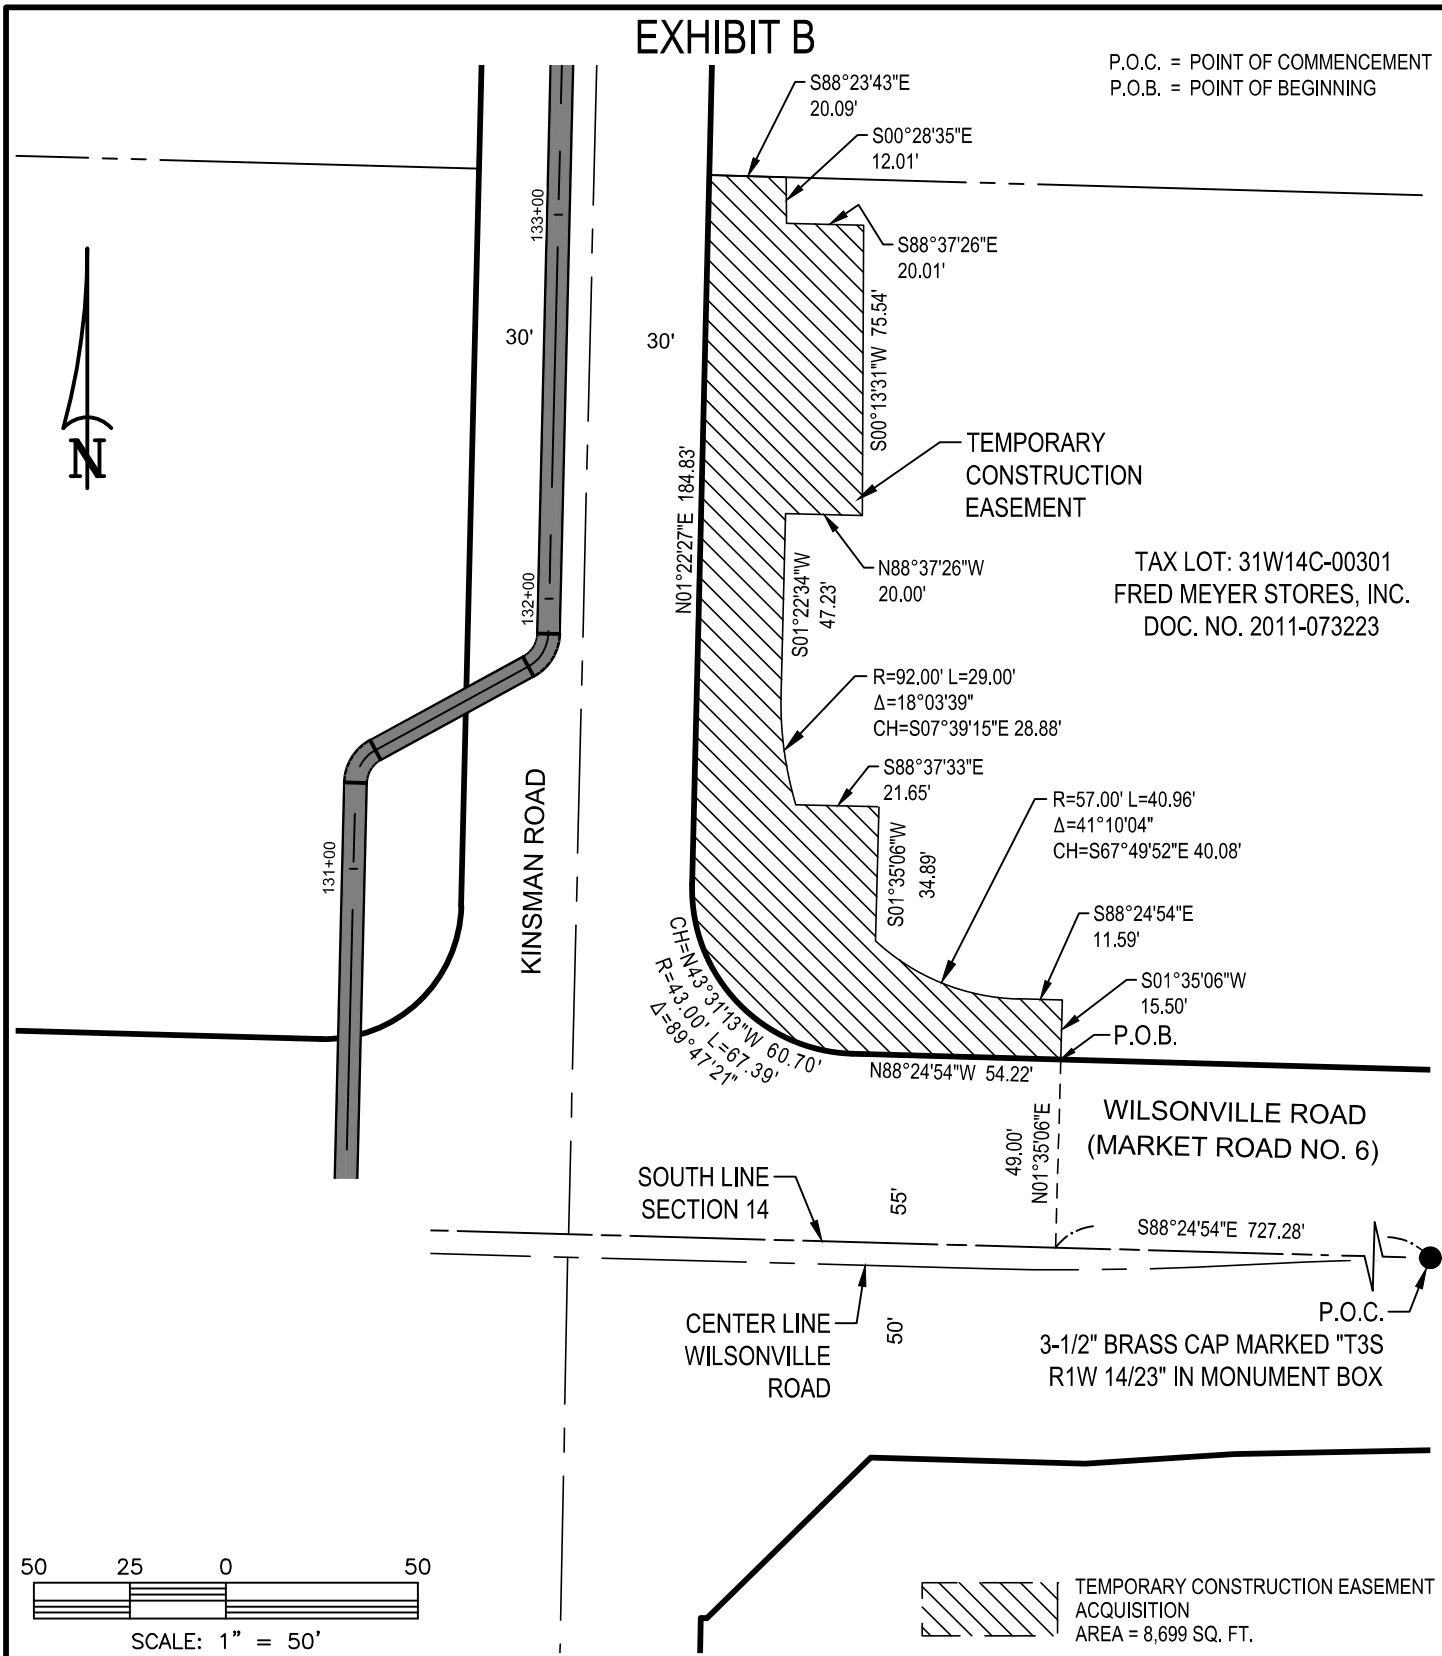 EXHIBIT B
P.O.C. = POINT OF COMMENCEMENT
P.O.B. = POINT OF BEGINNING
S88°23'43"E
20.09'
S00°28'35"E
12.01'
S88°37'26"E
20.01'
133+00
30'
30'
S00°13'31"W 75.54'
N
TEMPORARY
CONSTRUCTION
EASEMENT
N01°22'27"E 184.83'
TAX LOT: 31W14C-00301
FRED MEYER STORES, INC.
DOC. NO. 2011-073223
N88°37'26"W
20.00'
132+00
S01°22'34"W
47.23'
R=92.00' L=29.00'
Δ=18°03'39"
CH=S07°39'15"E 28.88'
S88°37'33"E
21.65'
R=57.00' L=40.96'
Δ=41°10'04"
CH=S67°49'52"E 40.08'
131+00
KINSMAN ROAD
S01°35'06"W
34.89'
S88°24'54"E
11.59'
S01°35'06"W
15.50'
P.O.B.
CH=N43°31'13"W 60.70'
R=43.00' L=67.39'
Δ=89°47'21"
N88°24'54"W 54.22'
WILSONVILLE ROAD
(MARKET ROAD NO. 6)
49.00'
N01°35'06"E
SOUTH LINE
SECTION 14
55'
S88°24'54"E 727.28'
P.O.C.
3-1/2" BRASS CAP MARKED "T3S
R1W 14/23" IN MONUMENT BOX
CENTER LINE
WILSONVILLE
ROAD
50'
50 25 0 50
SCALE: 1" = 50'
TEMPORARY CONSTRUCTION EASEMENT
ACQUISITION
AREA = 8,699 SQ. FT.